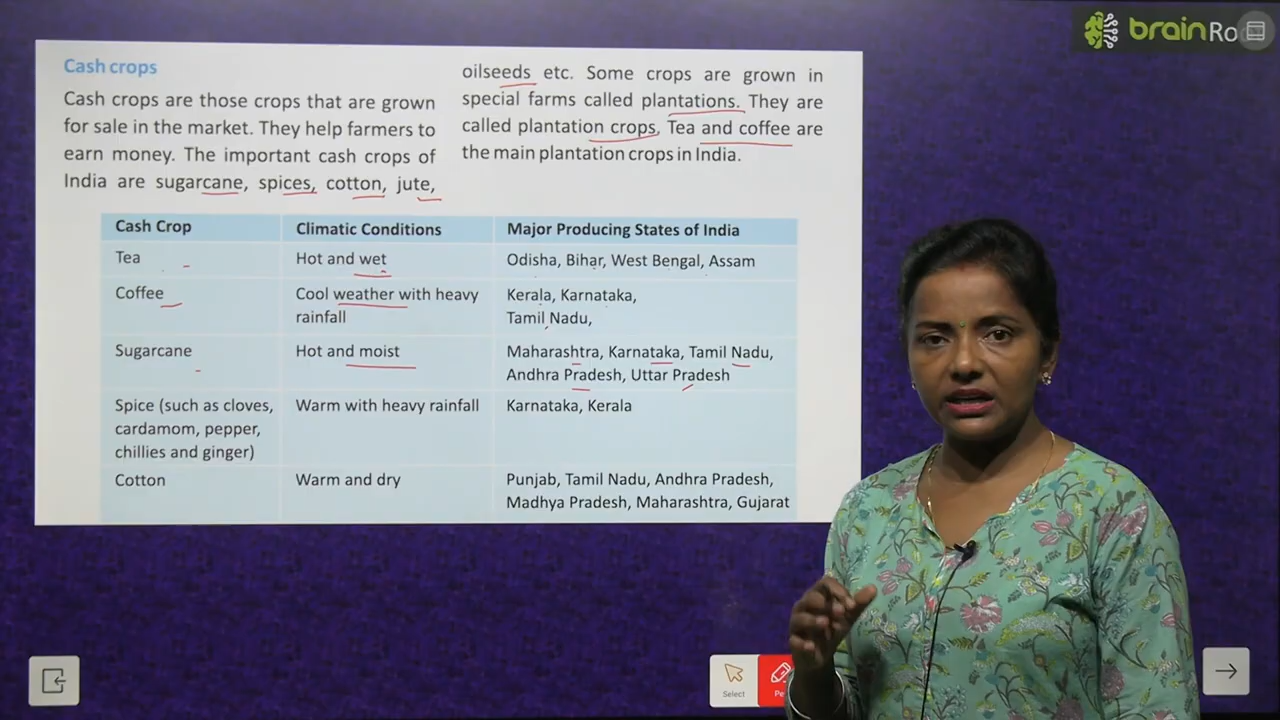 brainRo
Cash crops
Cash crops are those crops that are grown
for sale in the market. They help farmers to
earn money. The important cash crops of
India are sugarcane, spices, cotton, jute,
oilseeds etc. Some crops are grown in
special farms called plantations. They are
called plantation crops. Tea and coffee are
the main plantation crops in India.
Cash Crop Climatic Conditions Major Producing States of India
Tea Hot and wet Odisha, Bihar, West Bengal, Assam
Coffee Cool weather with heavy Kerala, Karnataka,
rainfall Tamil Nadu,
Sugarcane Hot and moist Maharashtra, Karnataka, Tamil Nadu,
Andhra Pradesh, Uttar Pradesh
Spice (such as cloves, Warm with heavy rainfall Karnataka, Kerala
cardamom, pepper,
chillies and ginger)
Cotton Warm and dry Punjab, Tamil Nadu, Andhra Pradesh,
Madhya Pradesh, Maharashtra, Gujarat
Select Pe